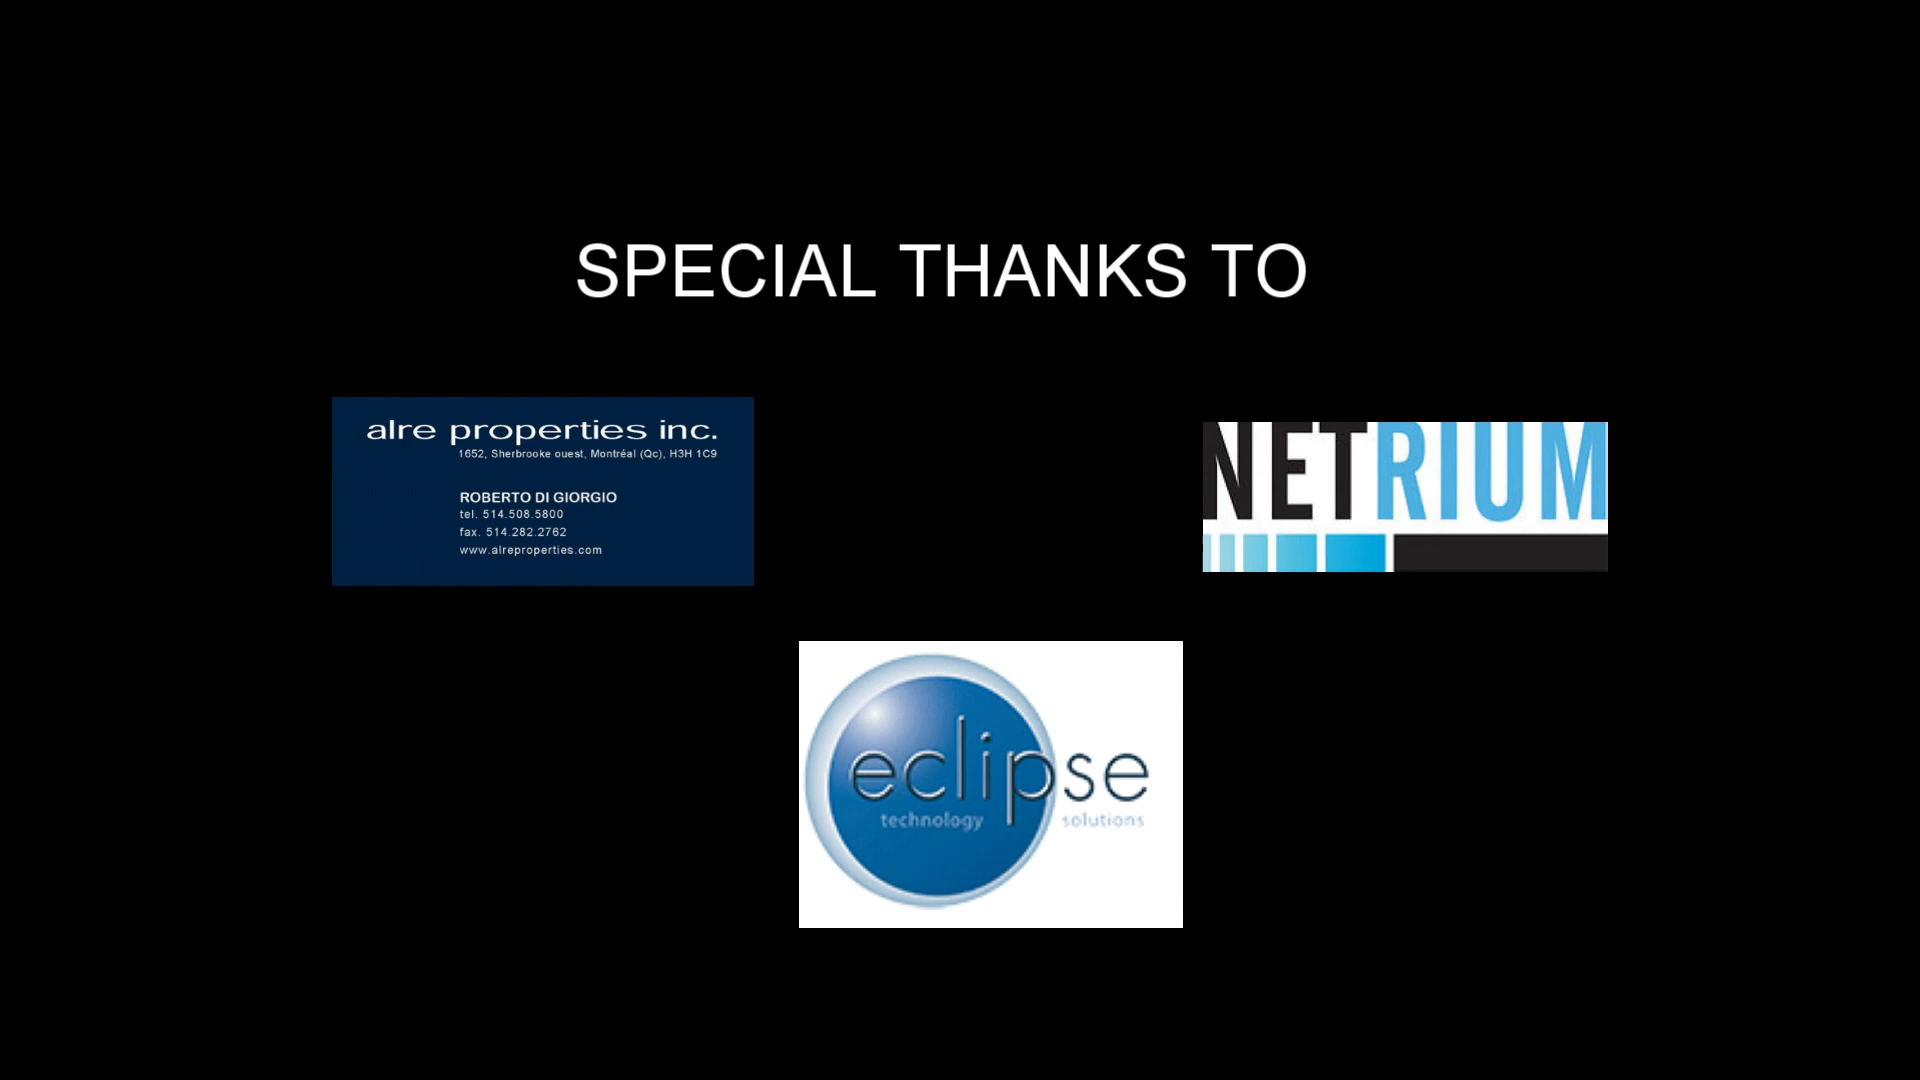 SPECIAL THANKS TO
alre properties inc.
1652, Sherbrooke ouest, Montréal (Qc), H3H 1C9
ROBERTO DI GIORGIO
tel. 514.508.5800
fax. 514.282.2762
www.alreproperties.com
NETRIUM
eclipse
technology solutions